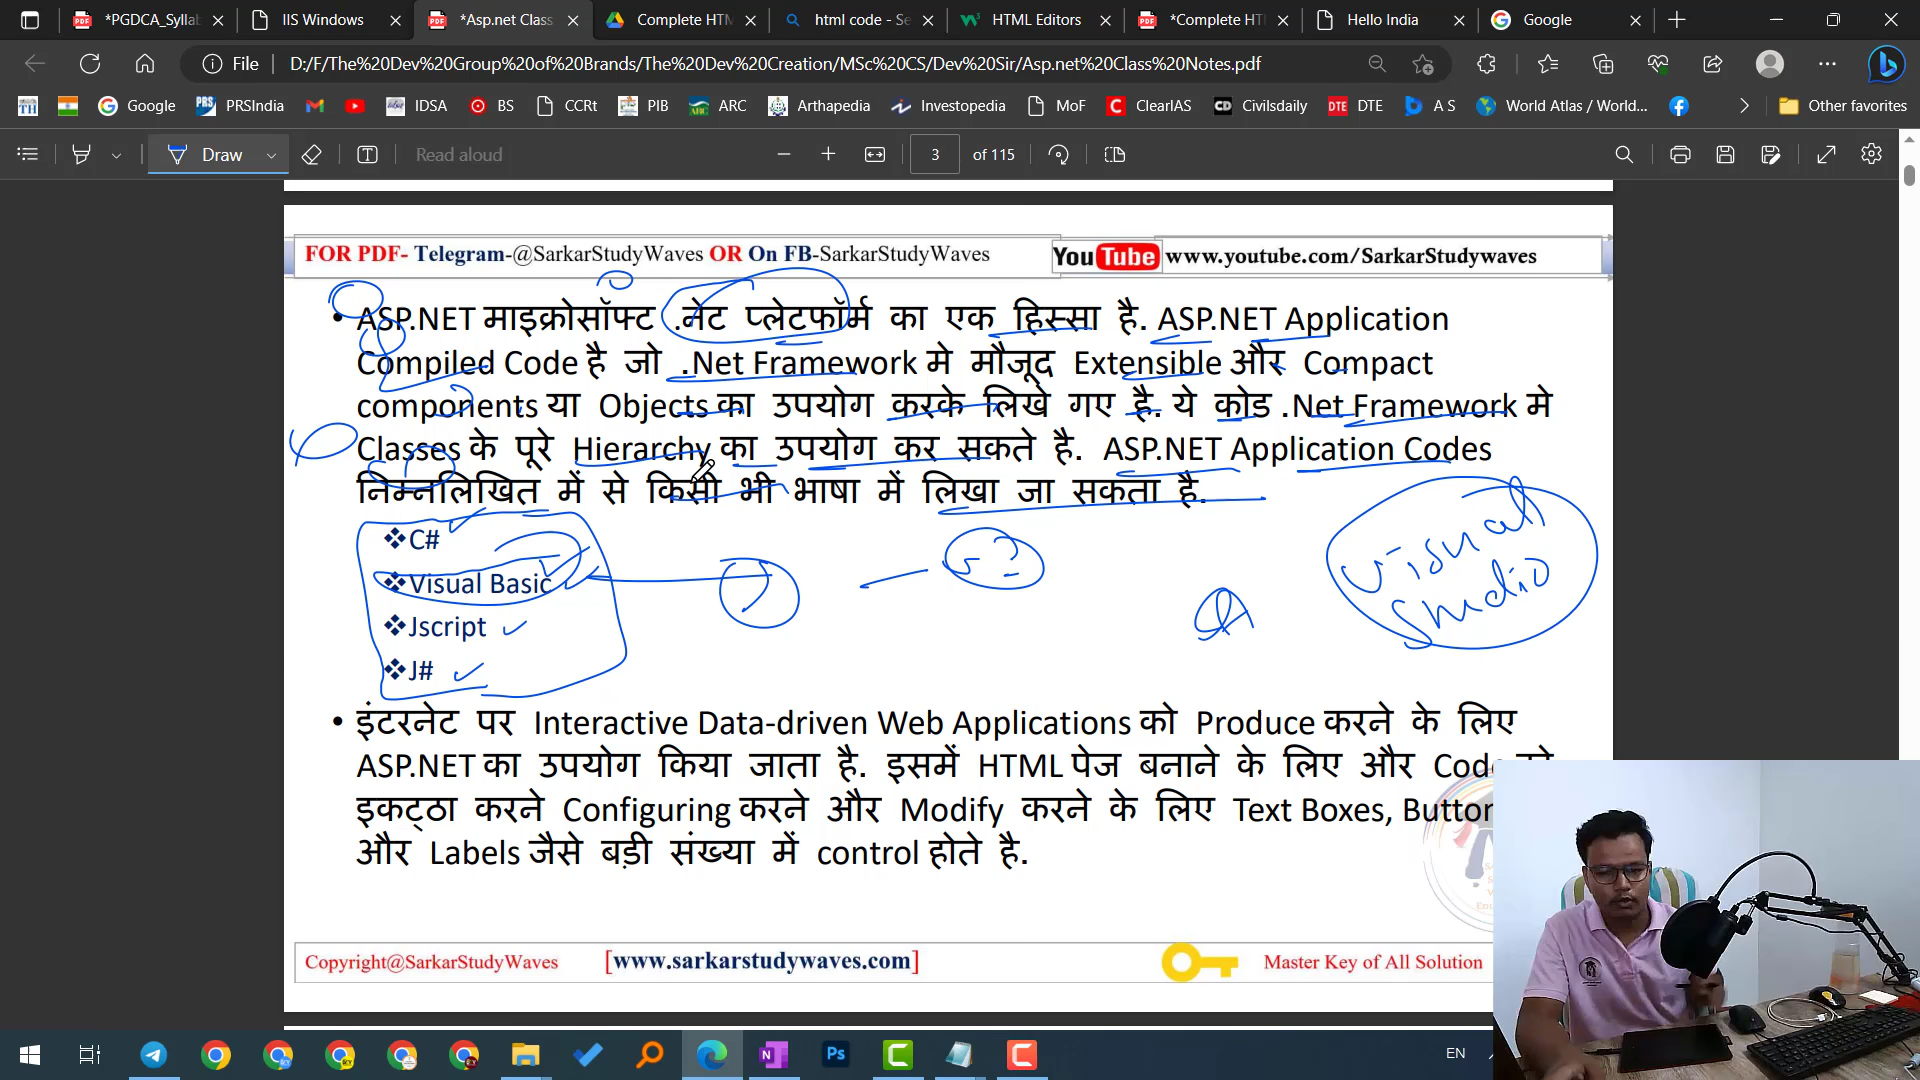 *PGDCA_Syllab
IIS Windows
*Asp.net Class
Complete HTM
html code - Se
HTML Editors
*Complete HT
Hello India
Google
File
D:/F/The%20Dev%20Group%20of%20Brands/The%20Dev%20Creation/MSc%20CS/Dev%20Sir/Asp.net%20Class%20Notes.pdf
Google PRSIndia IDSA BS CCRt PIB ARC Arthapedia Investopedia MoF ClearIAS Civilsdaily DTE A S World Atlas / World... Other favorites
Draw Read aloud 3 of 115
FOR PDF- Telegram-@SarkarStudyWaves OR On FB-SarkarStudyWaves
YouTube www.youtube.com/SarkarStudywaves
• ASP.NET माइक्रोसॉफ्ट .नेट प्लेटफॉर्म का एक हिस्सा है. ASP.NET Application
Compiled Code है जो .Net Framework मे मौजूद Extensible और Compact
components या Objects का उपयोग करके लिखे गए है. ये कोड .Net Framework मे
Classes के पूरे Hierarchy का उपयोग कर सकते है. ASP.NET Application Codes
निम्नलिखित में से किसी भी भाषा में लिखा जा सकता है.
❖C#
❖Visual Basic
❖Jscript
❖J#
Visual
Studio
• इंटरनेट पर Interactive Data-driven Web Applications को Produce करने के लिए
ASP.NET का उपयोग किया जाता है. इसमें HTML पेज बनाने के लिए और Code को
इकट्ठा करने Configuring करने और Modify करने के लिए Text Boxes, Button
और Labels जैसे बड़ी संख्या में control होते है.
Copyright@SarkarStudyWaves
[www.sarkarstudywaves.com]
Master Key of All Solution
EN